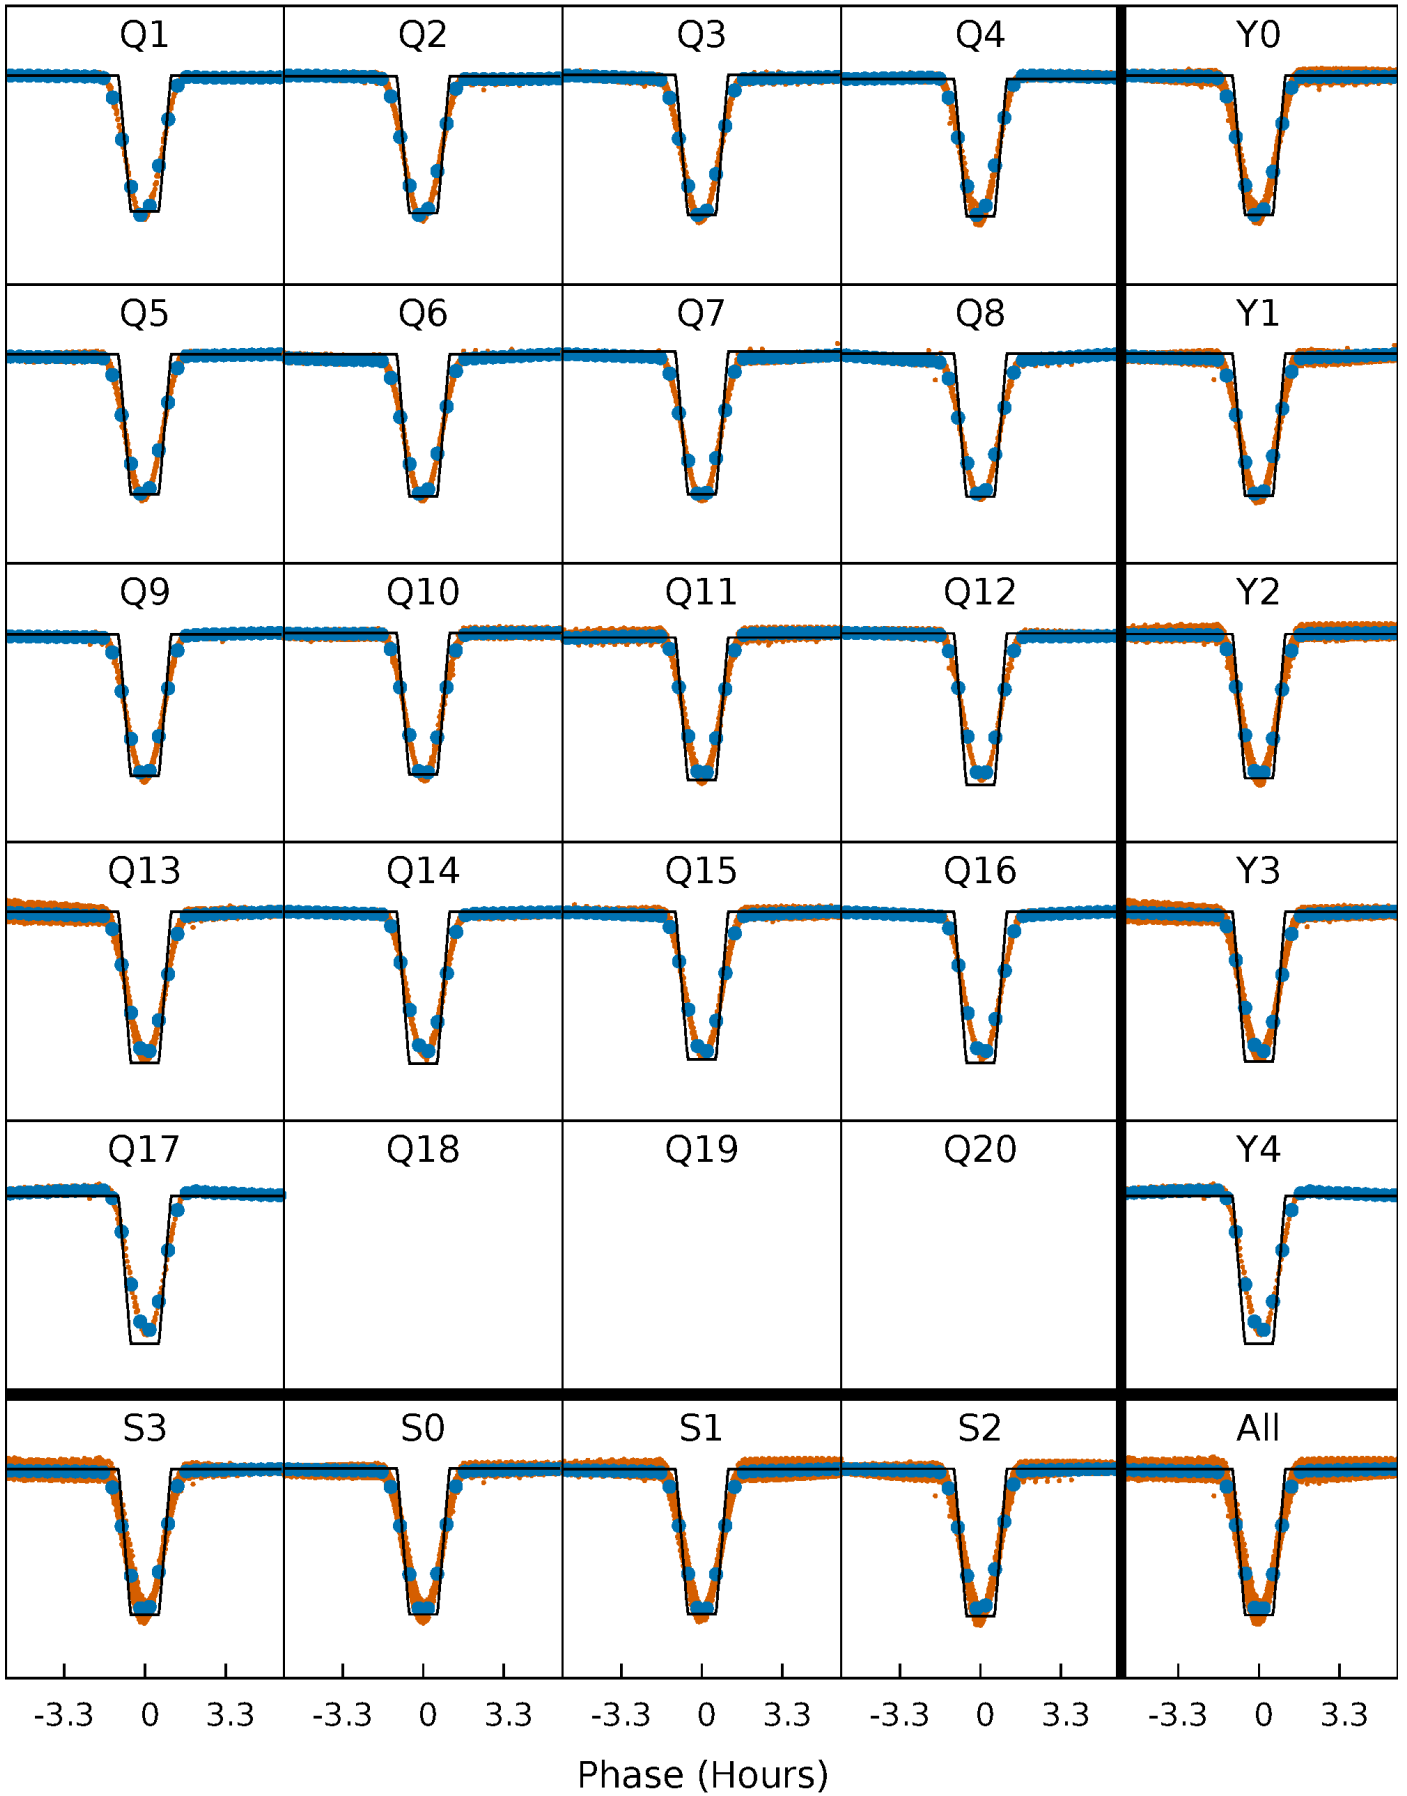 Q1 Q2 Q3 Q4 Y0
Q5 Q6 Q7 Q8 Y1
Q9 Q10 Q11 Q12 Y2
Q13 Q14 Q15 Q16 Y3
Q17 Q18 Q19 Q20 Y4
S3 S0 S1 S2 All
-3.3 0 3.3 -3.3 0 3.3 -3.3 0 3.3 -3.3 0 3.3 -3.3 0 3.3
Phase (Hours)